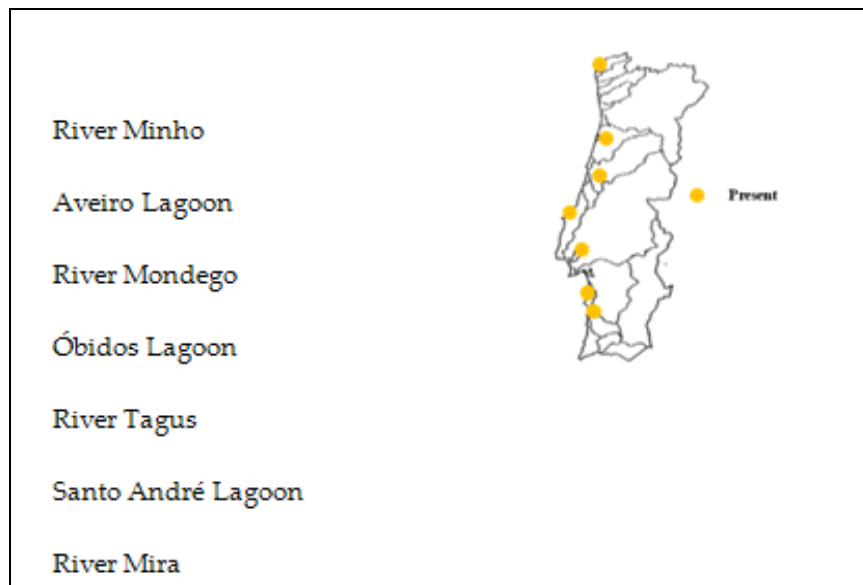 River Minho
Aveiro Lagoon
River Mondego
Óbidos Lagoon
River Tagus
Santo André Lagoon
River Mira
Present